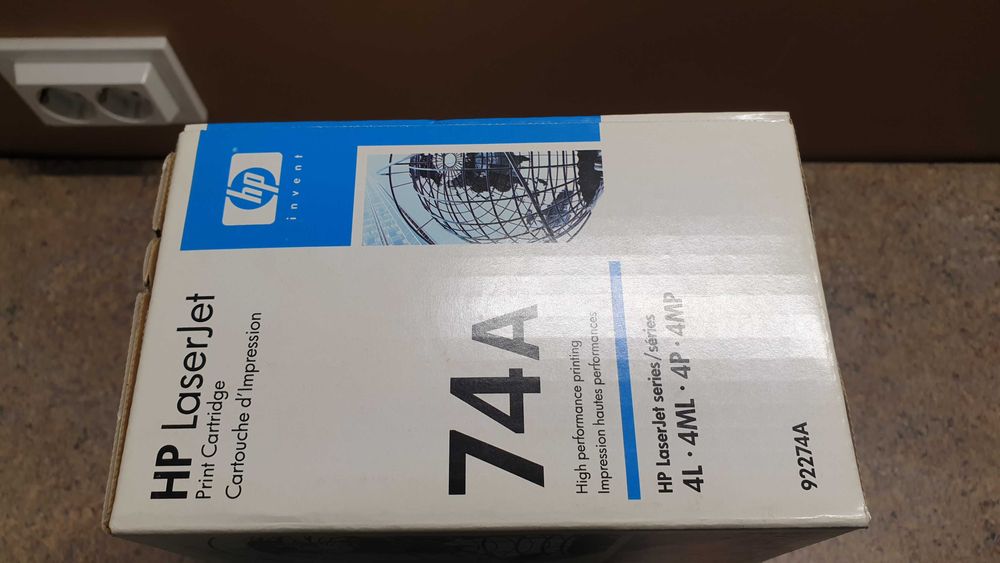 hp
invent
HP LaserJet
Print Cartridge
Cartouche d'Impression
74A
High performance printing
Impression hautes performances
HP LaserJet series/séries
4L · 4ML · 4P · 4MP
92274A